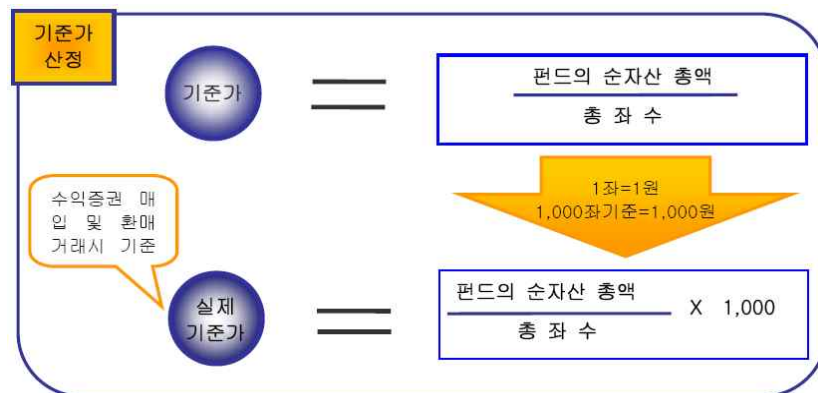 기준가
산정
기준가
펀드의 순자산 총액
총 좌 수
1좌=1원
1,000좌기준=1,000원
수익증권 매
입 및 환매
거래시 기준
실제
기준가
펀드의 순자산 총액
총 좌 수
X 1,000